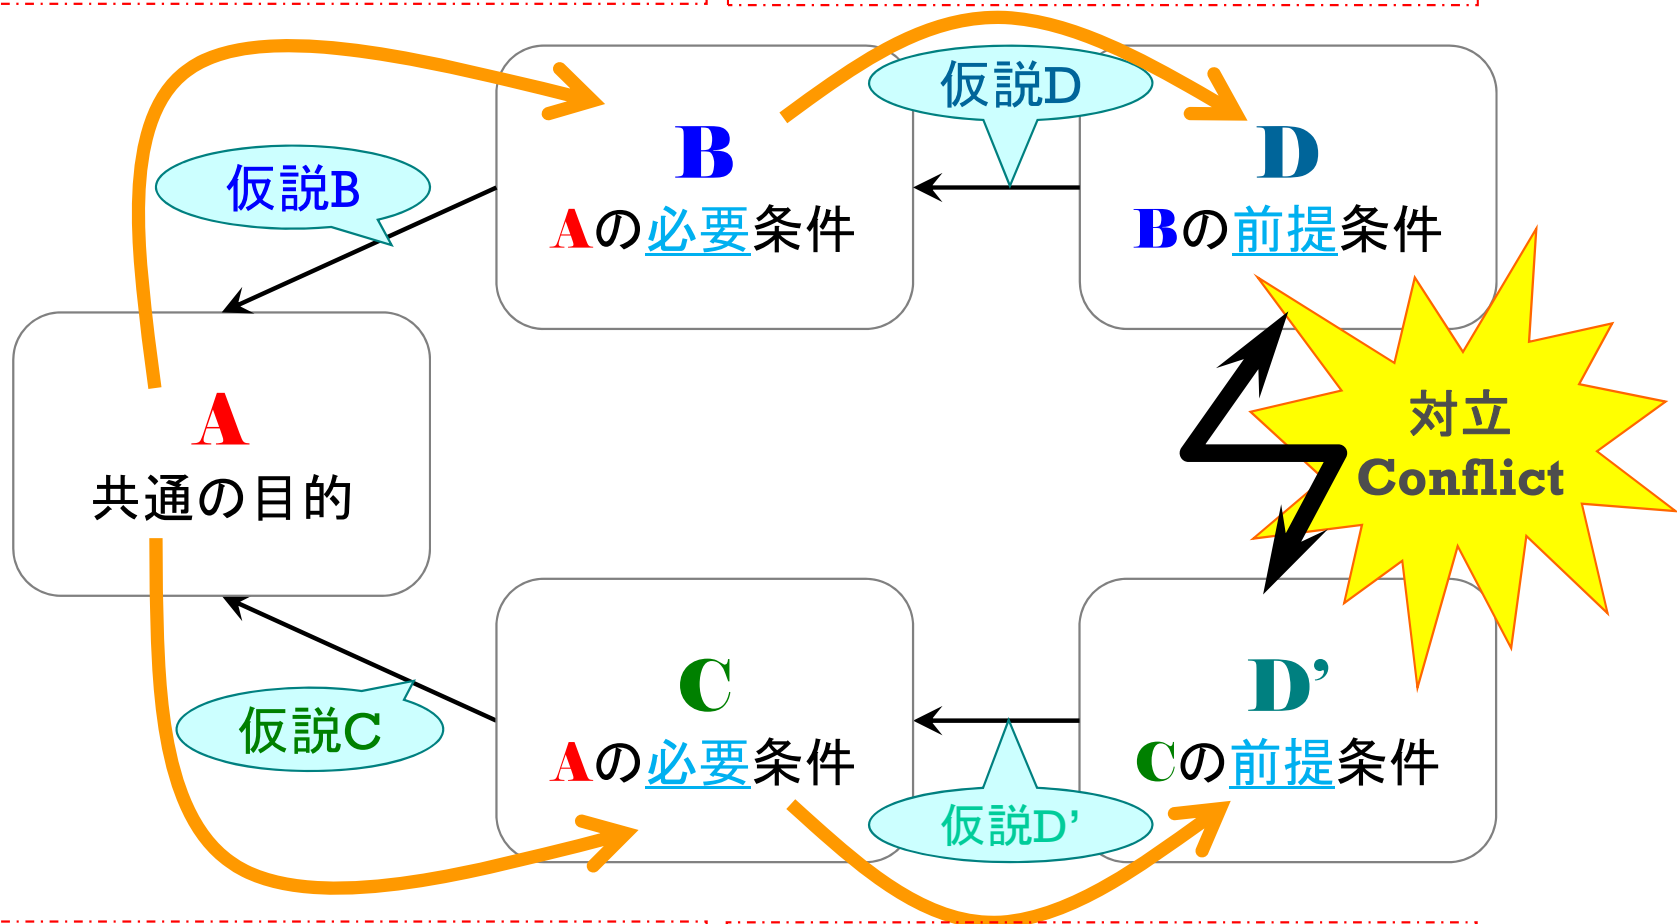 仮説D
B
Aの必要条件
D
Bの前提条件
仮説B
A
共通の目的
対立
Conflict
C
Aの必要条件
D’
Cの前提条件
仮説C
仮説D’